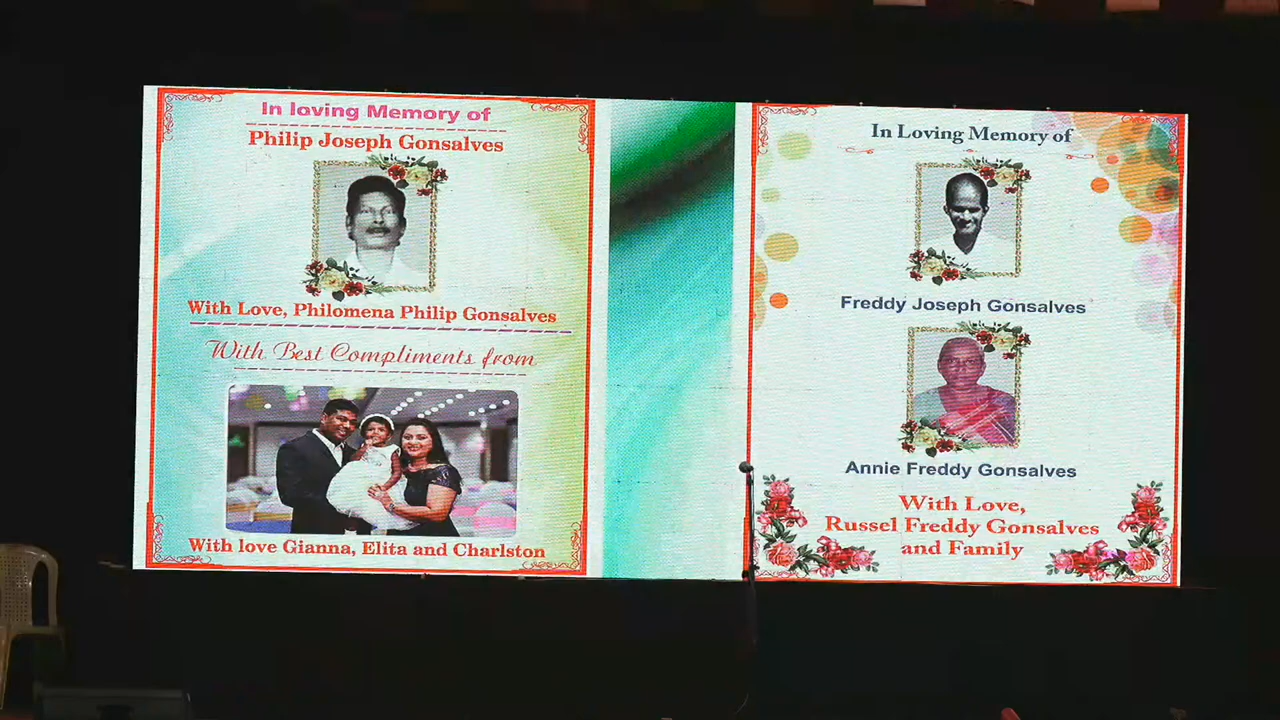 In loving Memory of
Philip Joseph Gonsalves
With Love, Philomena Philip Gonsalves
With Best Compliments from
With love Gianna, Elita and Charlston
In Loving Memory of
Freddy Joseph Gonsalves
Annie Freddy Gonsalves
With Love,
Russel Freddy Gonsalves
and Family